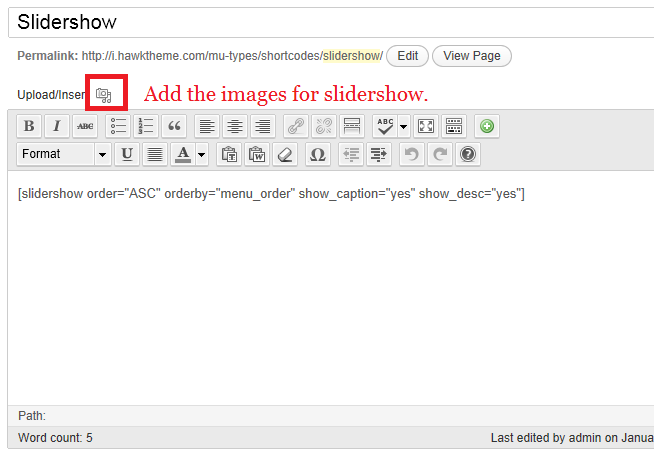 Slidershow
Permalink: http://i.hawktheme.com/mu-types/shortcodes/slidershow/ Edit View Page
Upload/Inser Add the images for slidershow.
B I ABC ABC
Format U A T W Ω ?
[slidershow order="ASC" orderby="menu_order" show_caption="yes" show_desc="yes"]
Path:
Word count: 5 Last edited by admin on Janua